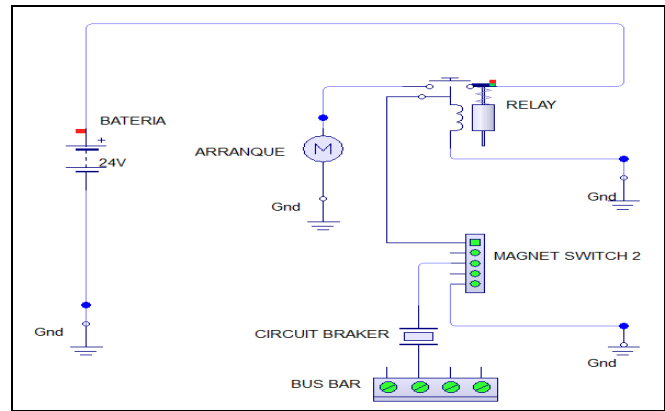 BATERIA
+
24V
ARRANQUE
M
Gnd
RELAY
Gnd
MAGNET SWITCH 2
Gnd
CIRCUIT BRAKER
Gnd
BUS BAR